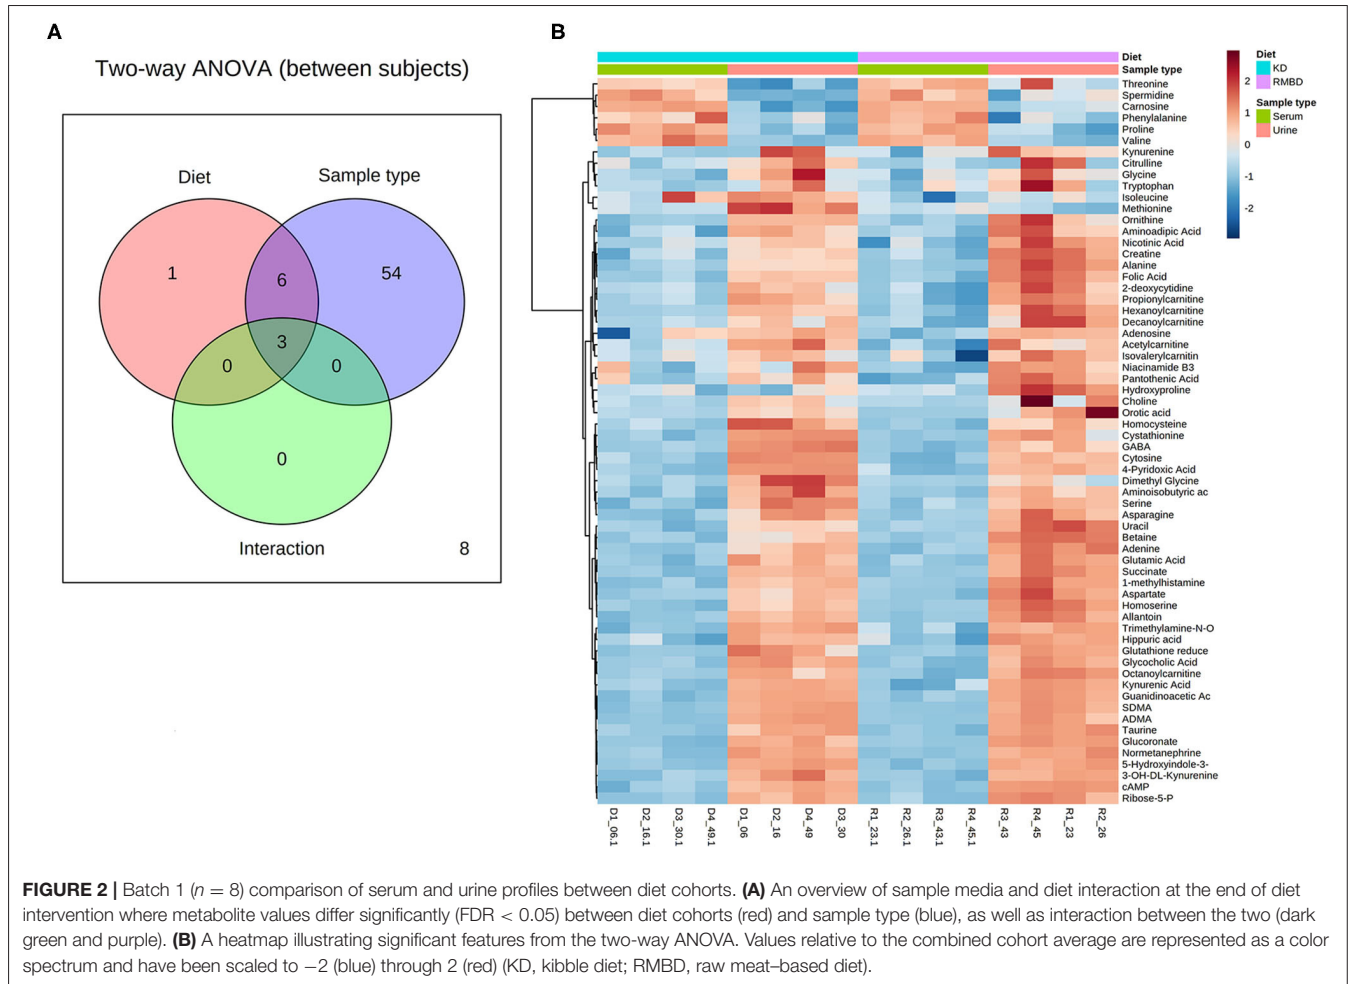 A
B
Two-way ANOVA (between subjects)
Diet
Sample type
1
6
54
3
0
0
0
Interaction
8
Diet
Sample type
Threonine
Spermidine
Carnosine
Phenylalanine
Proline
Valine
Kynurenine
Citrulline
Glycine
Tryptophan
Isoleucine
Methionine
Ornithine
Aminoadipic Acid
Nicotinic Acid
Creatine
Alanine
Folic Acid
2-deoxycytidine
Propionylcarnitine
Hexanoylcarnitine
Decanoylcarnitine
Adenosine
Acetylcarnitine
Isovalerylcarnitin
Niacinamide B3
Pantothenic Acid
Hydroxyproline
Choline
Orotic acid
Homocysteine
Cystathionine
GABA
Cytosine
4-Pyridoxic Acid
Dimethyl Glycine
Aminoisobutyric ac
Serine
Asparagine
Uracil
Betaine
Adenine
Glutamic Acid
Succinate
1-methylhistamine
Aspartate
Homoserine
Allantoin
Trimethylamine-N-O
Hippuric acid
Glutathione reduce
Glycocholic Acid
Octanoylcarnitine
Kynurenic Acid
Guanidinoacetic Ac
SDMA
ADMA
Taurine
Glucoronate
Normetanephrine
5-Hydroxyindole-3-
3-OH-DL-Kynurenine
cAMP
Ribose-5-P
D1_06.1
D2_16.1
D3_30.1
D4_49.1
D1_06
D2_16
D4_49
D3_30
R1_23.1
R2_26.1
R3_43.1
R4_45.1
R3_43
R4_45
R1_23
R2_26
2
1
0
-1
-2
Diet
KD
RMBD
Sample type
Serum
Urine
FIGURE 2 | Batch 1 (n = 8) comparison of serum and urine profiles between diet cohorts. (A) An overview of sample media and diet interaction at the end of diet
intervention where metabolite values differ significantly (FDR < 0.05) between diet cohorts (red) and sample type (blue), as well as interaction between the two (dark
green and purple). (B) A heatmap illustrating significant features from the two-way ANOVA. Values relative to the combined cohort average are represented as a color
spectrum and have been scaled to −2 (blue) through 2 (red) (KD, kibble diet; RMBD, raw meat–based diet).